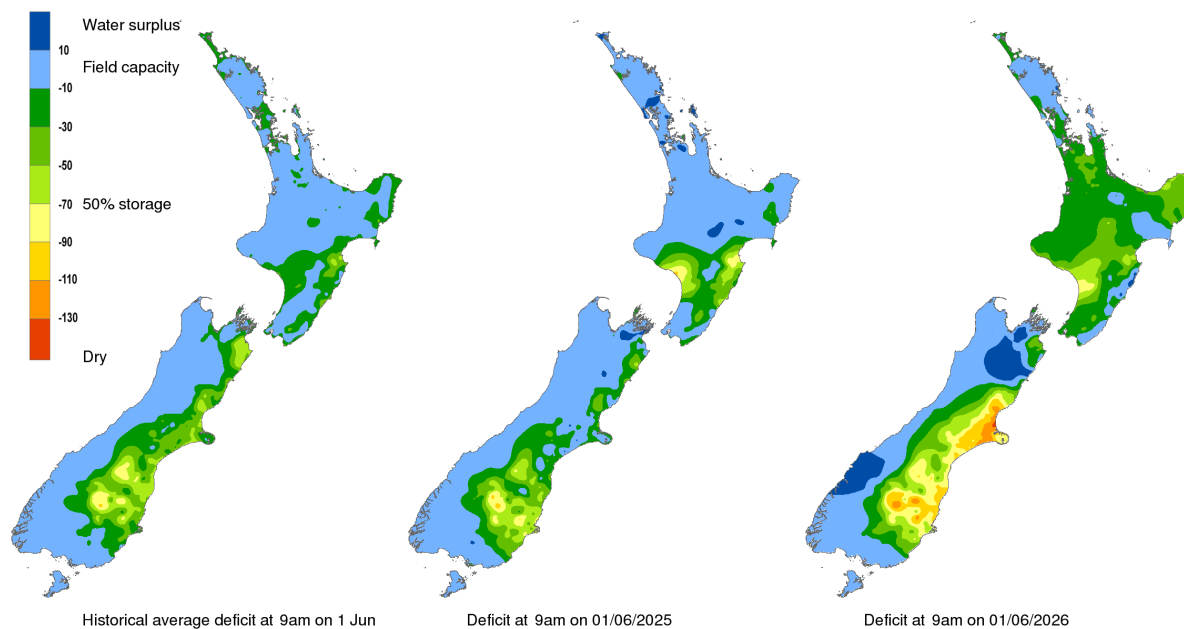 Water surplus
10
Field capacity
-10
-30
-50
-70
50% storage
-90
-110
-130
Dry
Historical average deficit at 9am on 1 Jun
Deficit at 9am on 01/06/2025
Deficit at 9am on 01/06/2026